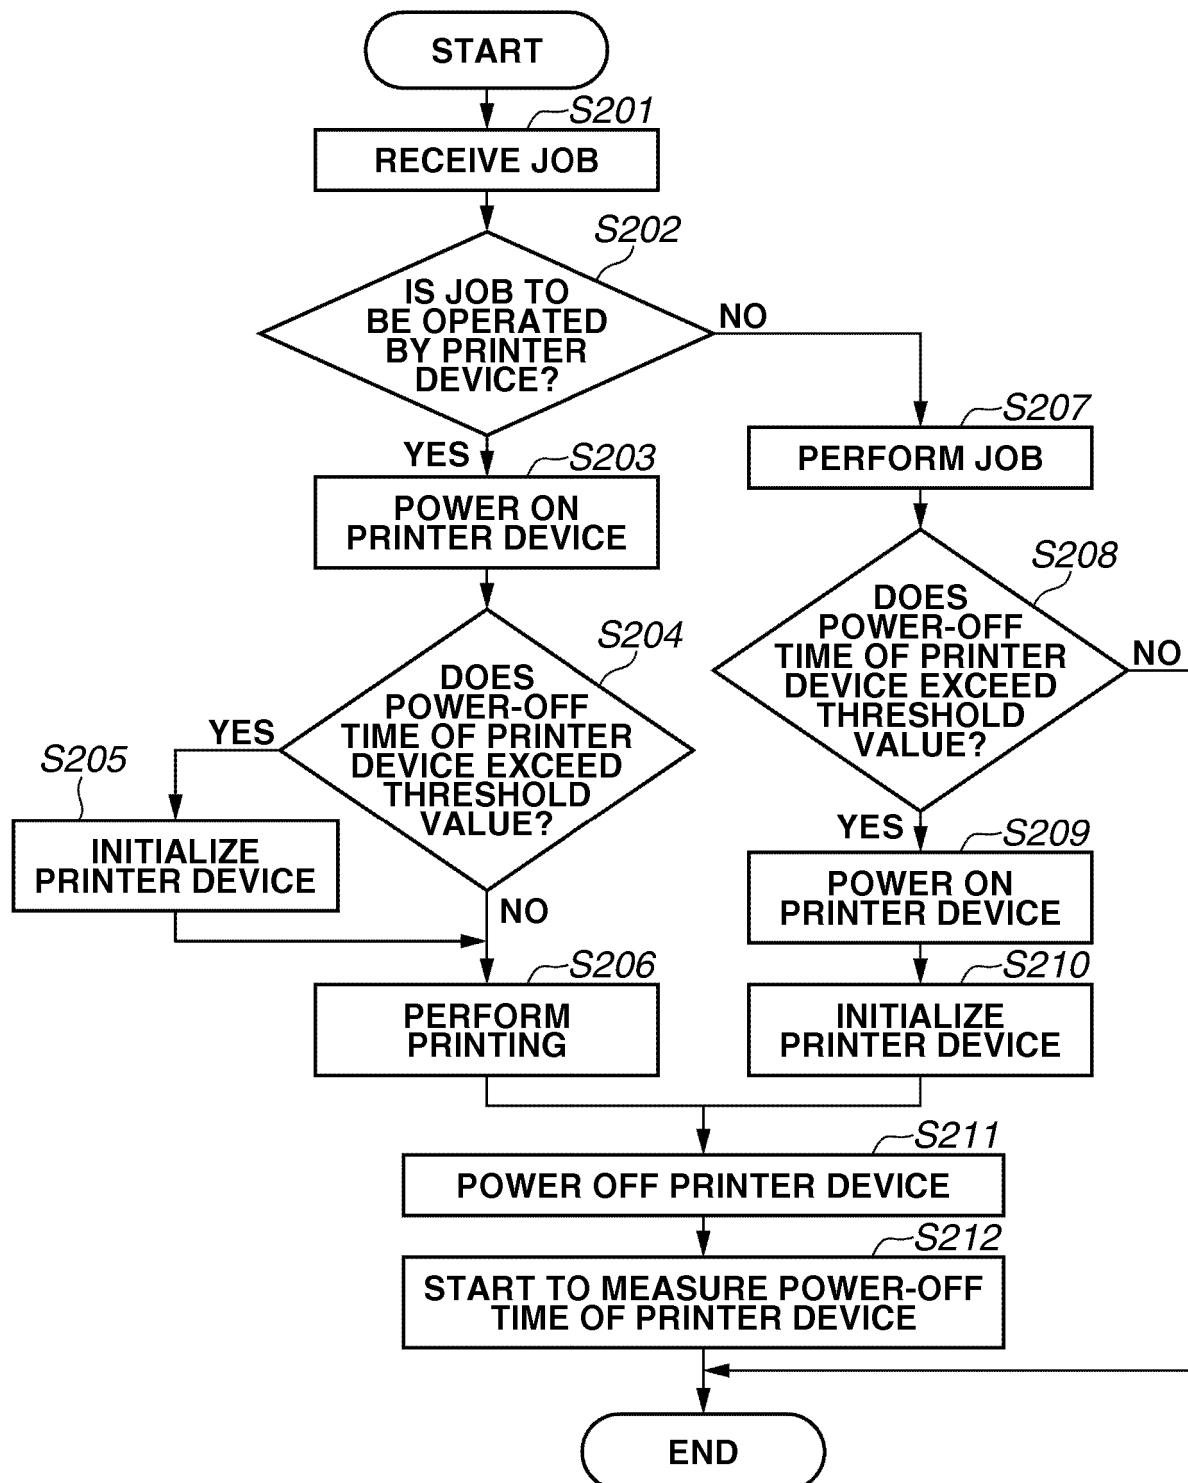 START
S201
RECEIVE JOB
S202
IS JOB TO
BE OPERATED
BY PRINTER
DEVICE?
NO
YES
S203
POWER ON
PRINTER DEVICE
S204
DOES
POWER-OFF
TIME OF PRINTER
DEVICE EXCEED
THRESHOLD
VALUE?
YES
S205
INITIALIZE
PRINTER DEVICE
NO
S206
PERFORM
PRINTING
S207
PERFORM JOB
S208
DOES
POWER-OFF
TIME OF PRINTER
DEVICE EXCEED
THRESHOLD
VALUE?
NO
YES
S209
POWER ON
PRINTER DEVICE
S210
INITIALIZE
PRINTER DEVICE
S211
POWER OFF PRINTER DEVICE
S212
START TO MEASURE POWER-OFF
TIME OF PRINTER DEVICE
END